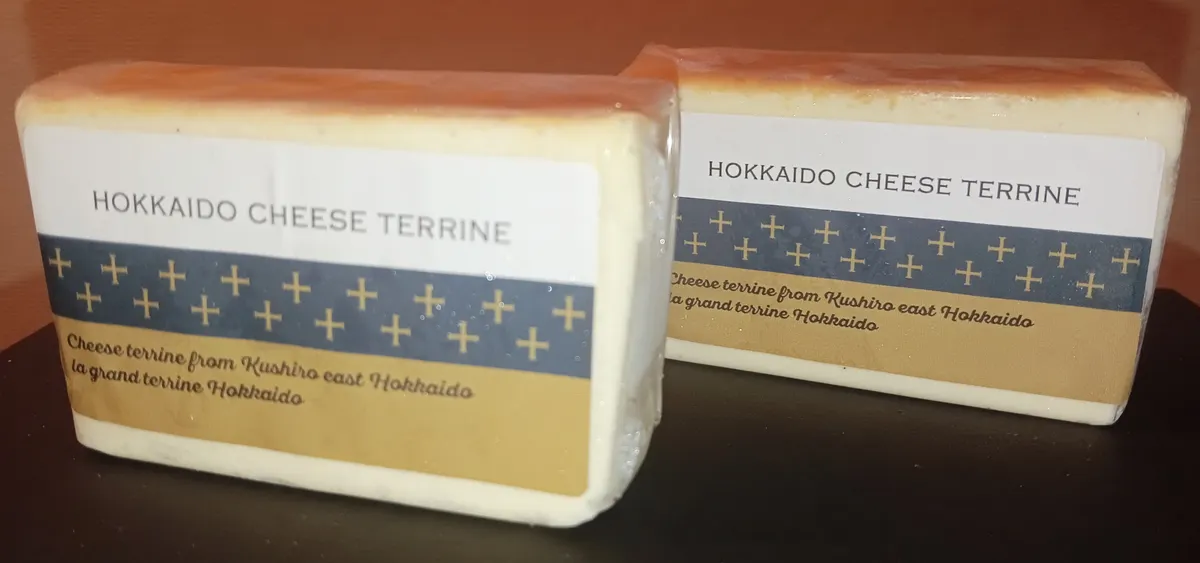 HOKKAIDO CHEESE TERRINE
Cheese terrine from Kushiro east Hokkaido
la grand terrine Hokkaido
HOKKAIDO CHEESE TERRINE
Cheese terrine from Kushiro east Hokkaido
la grand terrine Hokkaido